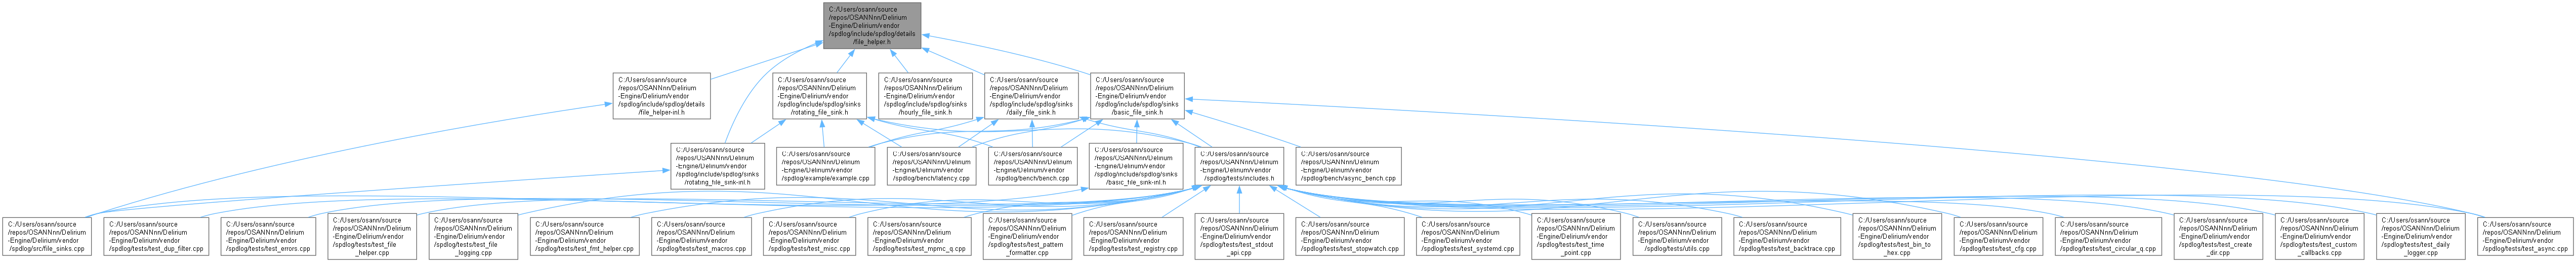 C:/Users/osann/source
/repos/OSANNnn/Delirium
-Engine/Delirium/vendor
/spdlog/include/spdlog/details
/file_helper.h
C:/Users/osann/source
/repos/OSANNnn/Delirium
-Engine/Delirium/vendor
/spdlog/include/spdlog/details
/file_helper-inl.h
C:/Users/osann/source
/repos/OSANNnn/Delirium
-Engine/Delirium/vendor
/spdlog/include/spdlog/sinks
/rotating_file_sink.h
C:/Users/osann/source
/repos/OSANNnn/Delirium
-Engine/Delirium/vendor
/spdlog/include/spdlog/sinks
/hourly_file_sink.h
C:/Users/osann/source
/repos/OSANNnn/Delirium
-Engine/Delirium/vendor
/spdlog/include/spdlog/sinks
/daily_file_sink.h
C:/Users/osann/source
/repos/OSANNnn/Delirium
-Engine/Delirium/vendor
/spdlog/include/spdlog/sinks
/basic_file_sink.h
C:/Users/osann/source
/repos/OSANNnn/Delirium
-Engine/Delirium/vendor
/spdlog/include/spdlog/sinks
/rotating_file_sink-inl.h
C:/Users/osann/source
/repos/OSANNnn/Delirium
-Engine/Delirium/vendor
/spdlog/example/example.cpp
C:/Users/osann/source
/repos/OSANNnn/Delirium
-Engine/Delirium/vendor
/spdlog/bench/latency.cpp
C:/Users/osann/source
/repos/OSANNnn/Delirium
-Engine/Delirium/vendor
/spdlog/bench/bench.cpp
C:/Users/osann/source
/repos/OSANNnn/Delirium
-Engine/Delirium/vendor
/spdlog/include/spdlog/sinks
/basic_file_sink-inl.h
C:/Users/osann/source
/repos/OSANNnn/Delirium
-Engine/Delirium/vendor
/spdlog/tests/includes.h
C:/Users/osann/source
/repos/OSANNnn/Delirium
-Engine/Delirium/vendor
/spdlog/bench/async_bench.cpp
C:/Users/osann/source
/repos/OSANNnn/Delirium
-Engine/Delirium/vendor
/spdlog/src/file_sinks.cpp
C:/Users/osann/source
/repos/OSANNnn/Delirium
-Engine/Delirium/vendor
/spdlog/tests/test_dup_filter.cpp
C:/Users/osann/source
/repos/OSANNnn/Delirium
-Engine/Delirium/vendor
/spdlog/tests/test_errors.cpp
C:/Users/osann/source
/repos/OSANNnn/Delirium
-Engine/Delirium/vendor
/spdlog/tests/test_file
_helper.cpp
C:/Users/osann/source
/repos/OSANNnn/Delirium
-Engine/Delirium/vendor
/spdlog/tests/test_file
_logging.cpp
C:/Users/osann/source
/repos/OSANNnn/Delirium
-Engine/Delirium/vendor
/spdlog/tests/test_fmt_helper.cpp
C:/Users/osann/source
/repos/OSANNnn/Delirium
-Engine/Delirium/vendor
/spdlog/tests/test_macros.cpp
C:/Users/osann/source
/repos/OSANNnn/Delirium
-Engine/Delirium/vendor
/spdlog/tests/test_misc.cpp
C:/Users/osann/source
/repos/OSANNnn/Delirium
-Engine/Delirium/vendor
/spdlog/tests/test_mpmc_q.cpp
C:/Users/osann/source
/repos/OSANNnn/Delirium
-Engine/Delirium/vendor
/spdlog/tests/test_pattern
_formatter.cpp
C:/Users/osann/source
/repos/OSANNnn/Delirium
-Engine/Delirium/vendor
/spdlog/tests/test_registry.cpp
C:/Users/osann/source
/repos/OSANNnn/Delirium
-Engine/Delirium/vendor
/spdlog/tests/test_stdout
_api.cpp
C:/Users/osann/source
/repos/OSANNnn/Delirium
-Engine/Delirium/vendor
/spdlog/tests/test_stopwatch.cpp
C:/Users/osann/source
/repos/OSANNnn/Delirium
-Engine/Delirium/vendor
/spdlog/tests/test_systemd.cpp
C:/Users/osann/source
/repos/OSANNnn/Delirium
-Engine/Delirium/vendor
/spdlog/tests/test_time
_point.cpp
C:/Users/osann/source
/repos/OSANNnn/Delirium
-Engine/Delirium/vendor
/spdlog/tests/utils.cpp
C:/Users/osann/source
/repos/OSANNnn/Delirium
-Engine/Delirium/vendor
/spdlog/tests/test_backtrace.cpp
C:/Users/osann/source
/repos/OSANNnn/Delirium
-Engine/Delirium/vendor
/spdlog/tests/test_bin_to
_hex.cpp
C:/Users/osann/source
/repos/OSANNnn/Delirium
-Engine/Delirium/vendor
/spdlog/tests/test_cfg.cpp
C:/Users/osann/source
/repos/OSANNnn/Delirium
-Engine/Delirium/vendor
/spdlog/tests/test_circular_q.cpp
C:/Users/osann/source
/repos/OSANNnn/Delirium
-Engine/Delirium/vendor
/spdlog/tests/test_create
_dir.cpp
C:/Users/osann/source
/repos/OSANNnn/Delirium
-Engine/Delirium/vendor
/spdlog/tests/test_custom
_callbacks.cpp
C:/Users/osann/source
/repos/OSANNnn/Delirium
-Engine/Delirium/vendor
/spdlog/tests/test_daily
_logger.cpp
C:/Users/osann/source
/repos/OSANNnn/Delirium
-Engine/Delirium/vendor
/spdlog/tests/test_async.cpp